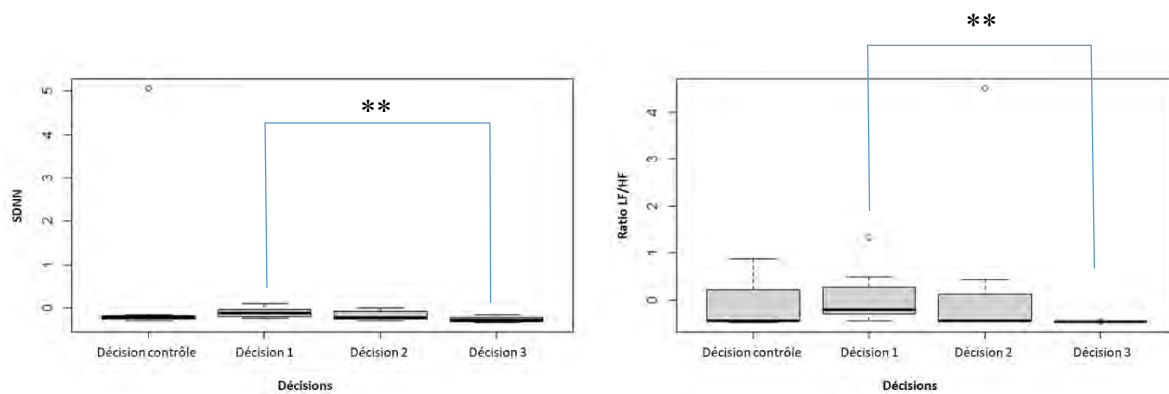 **
5
4
3
2
1
0
SDNN
Décision contrôle
Décision 1
Décision 2
Décision 3
Décisions
**
4
3
2
1
0
Ratio LF/HF
Décision contrôle
Décision 1
Décision 2
Décision 3
Décisions